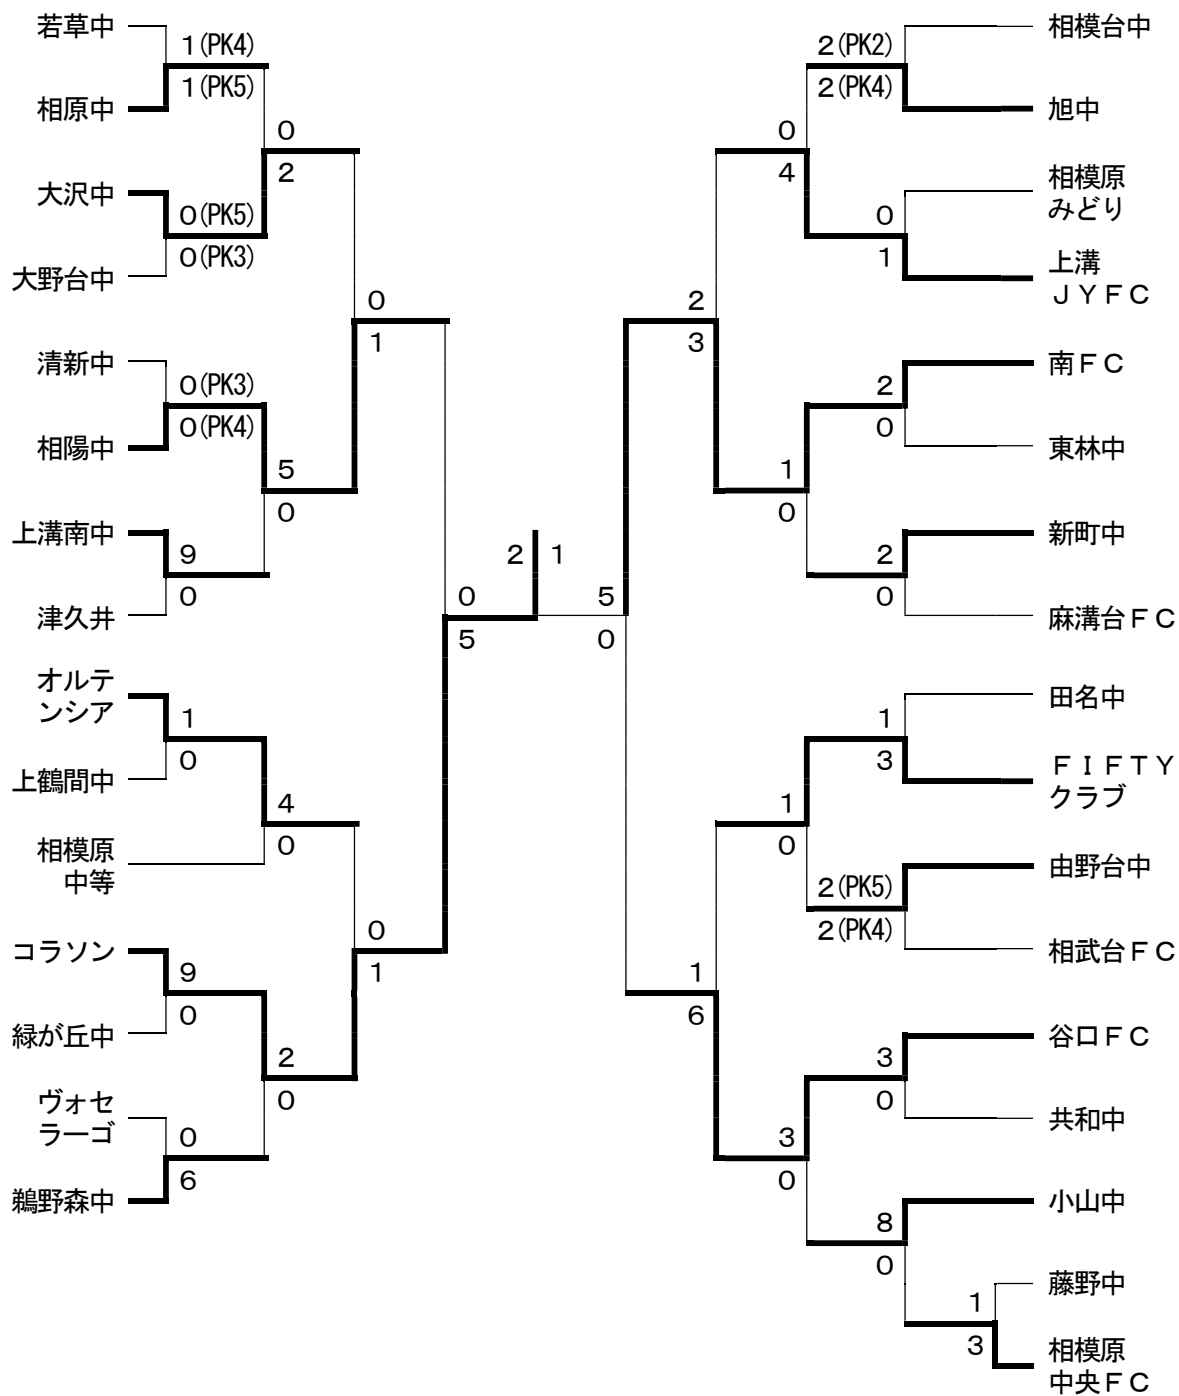 若草中
1(PK4)
1(PK5)
相原中
0
2
大沢中
0(PK5)
0(PK3)
大野台中
0
1
清新中
0(PK3)
0(PK4)
相陽中
5
0
上溝南中
9
0
津久井
オルテ
ンシア
1
0
上鶴間中
4
0
相模原
中等
0
1
コラソン
9
0
緑が丘中
2
0
ヴォセ
ラーゴ
0
6
鵜野森中
0
5
2
1
5
0
相模台中
2(PK2)
2(PK4)
旭中
0
4
相模原
みどり
0
1
上溝
ＪＹＦＣ
2
3
南ＦＣ
2
0
東林中
1
0
新町中
2
0
麻溝台ＦＣ
田名中
1
3
ＦＩＦＴＹ
クラブ
1
0
由野台中
2(PK5)
2(PK4)
相武台ＦＣ
1
6
谷口ＦＣ
3
0
共和中
3
0
小山中
8
0
藤野中
1
3
相模原
中央ＦＣ